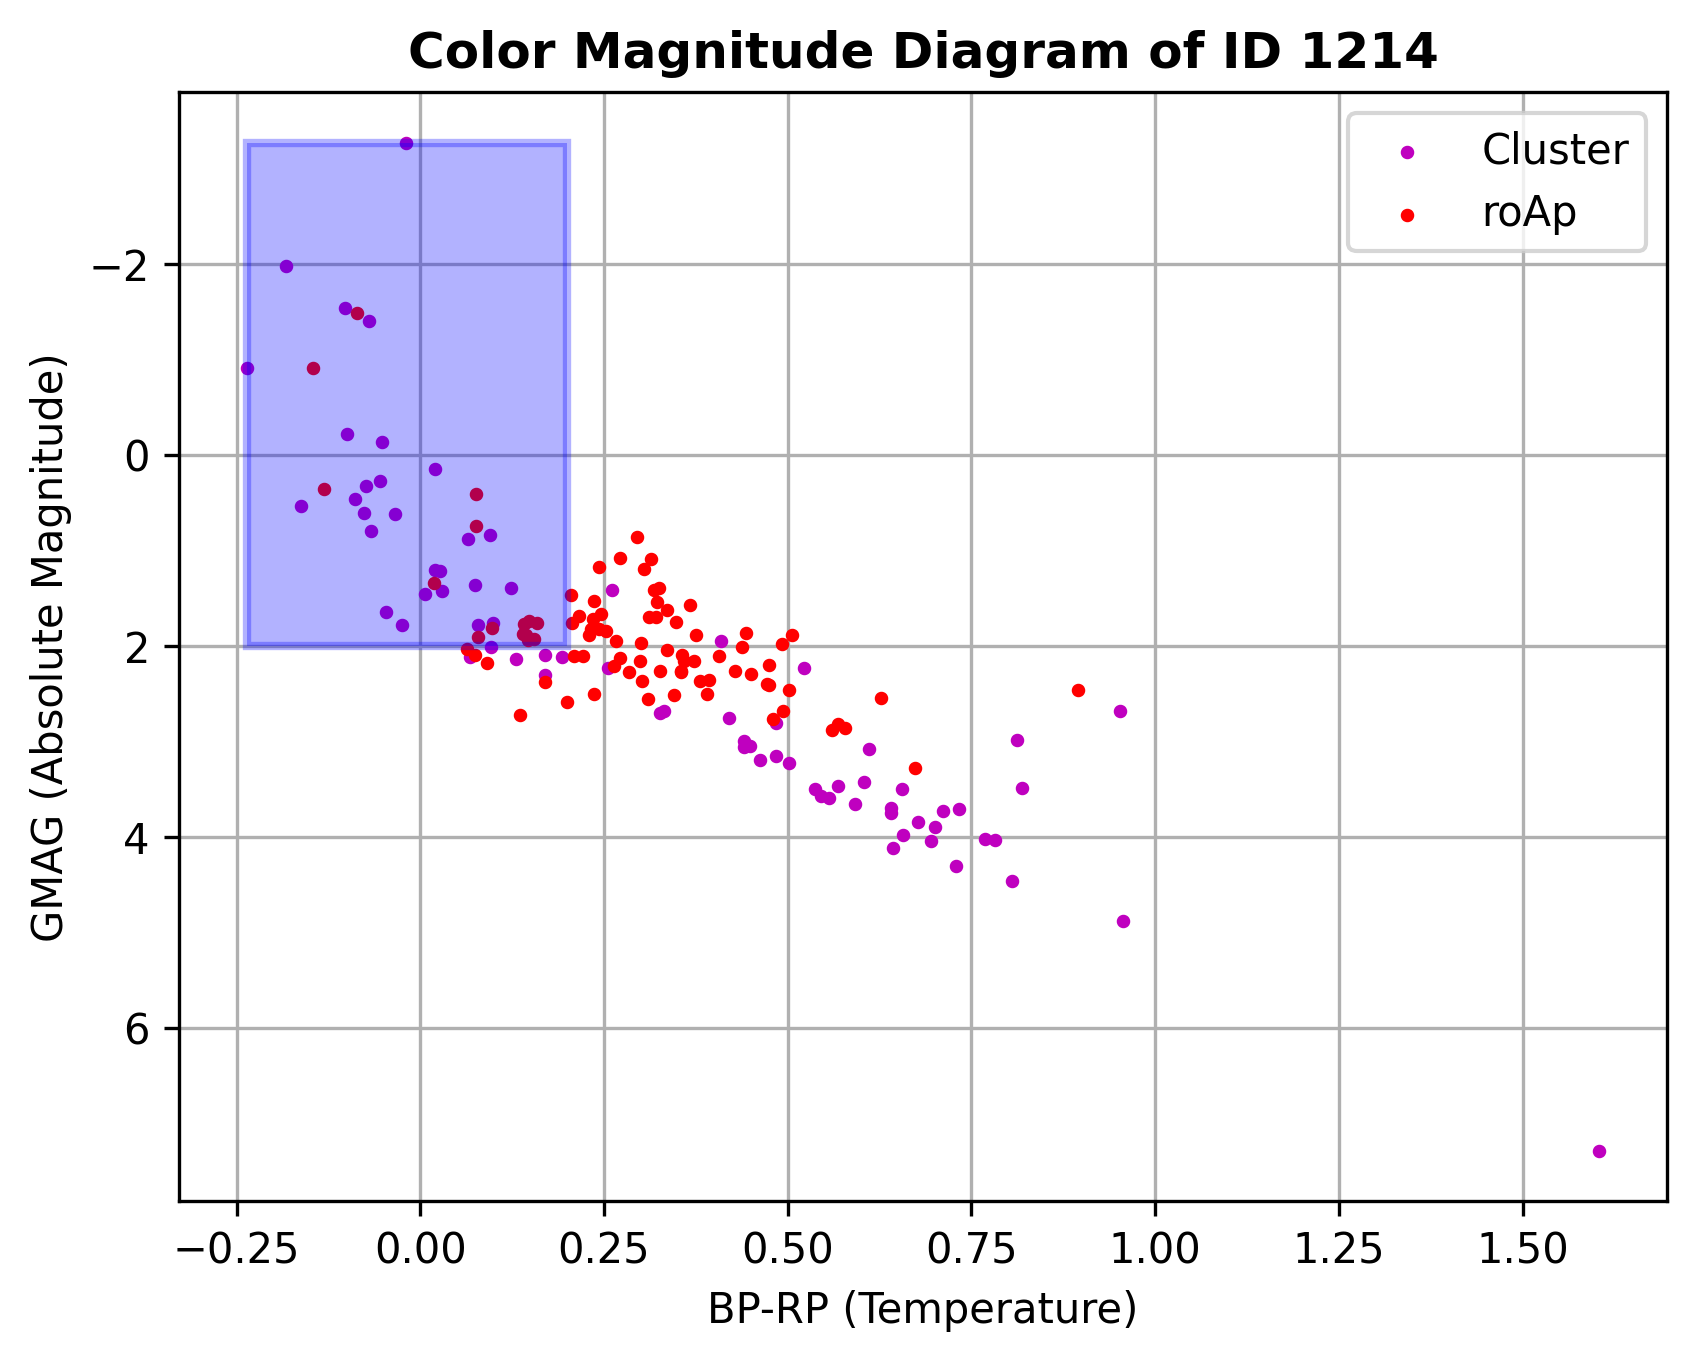 Color Magnitude Diagram of ID 1214
Cluster
roAp
GMAG (Absolute Magnitude)
−2
0
2
4
6
−0.25 0.00 0.25 0.50 0.75 1.00 1.25 1.50
BP-RP (Temperature)